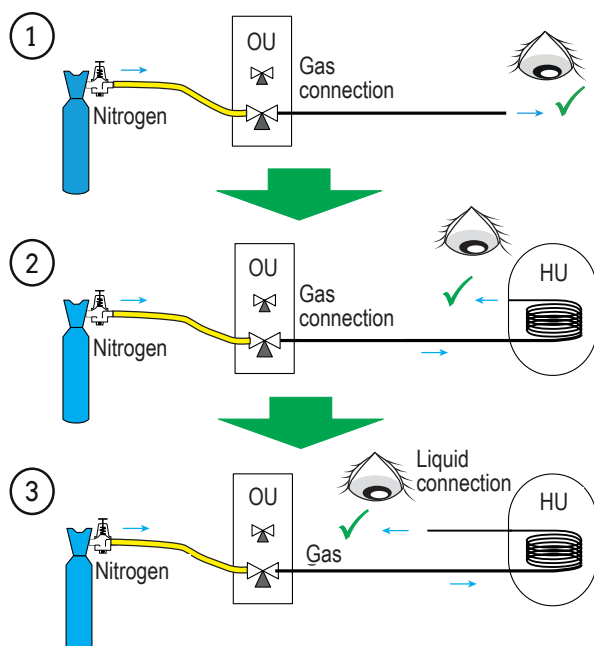 1
OU
Gas
connection
Nitrogen
2
OU
HU
Gas
connection
Nitrogen
3
Liquid
connection
OU
HU
Gas
Nitrogen